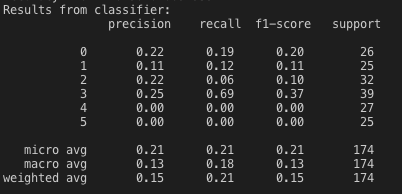 Results from classifier:
precision recall f1-score support
0 0.22 0.19 0.20 26
1 0.11 0.12 0.11 25
2 0.22 0.06 0.10 32
3 0.25 0.69 0.37 39
4 0.00 0.00 0.00 27
5 0.00 0.00 0.00 25
micro avg 0.21 0.21 0.21 174
macro avg 0.13 0.18 0.13 174
weighted avg 0.15 0.21 0.15 174